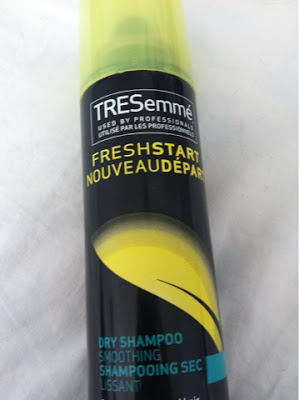 TRESemmé
USED BY PROFESSIONALS
UTILISÉ PAR LES PROFESSIONNELS
FRESHSTART
NOUVEAUDÉPART
DRY SHAMPOO
SMOOTHING
SHAMPOOING SEC
LISSANT